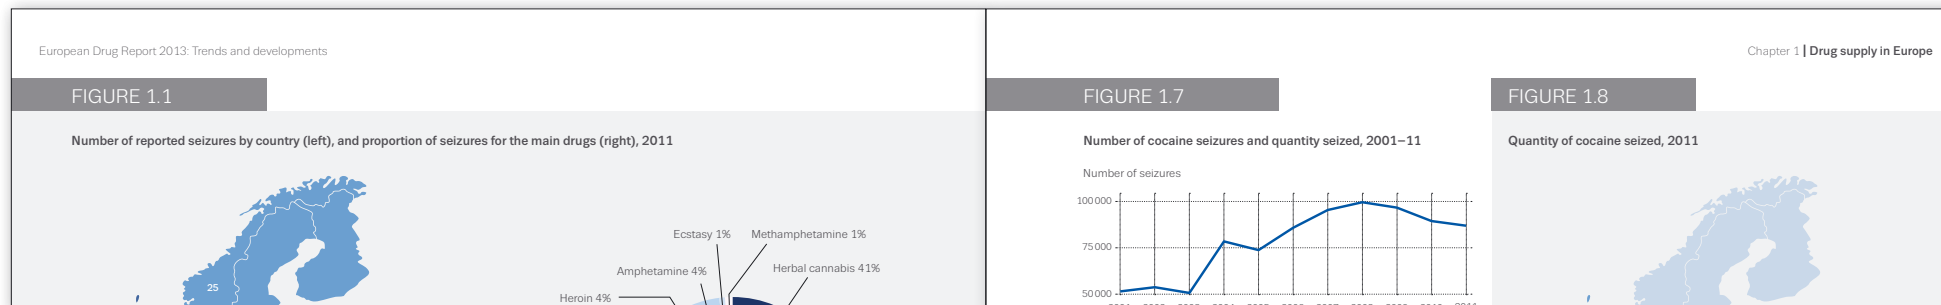 European Drug Report 2013: Trends and developments
FIGURE 1.1
Number of reported seizures by country (left), and proportion of seizures for the main drugs (right), 2011
Ecstasy 1%
Methamphetamine 1%
Amphetamine 4%
Herbal cannabis 41%
Heroin 4%
25
Chapter 1 | Drug supply in Europe
FIGURE 1.7
Number of cocaine seizures and quantity seized, 2001–11
Number of seizures
100 000
75 000
50 000
FIGURE 1.8
Quantity of cocaine seized, 2011